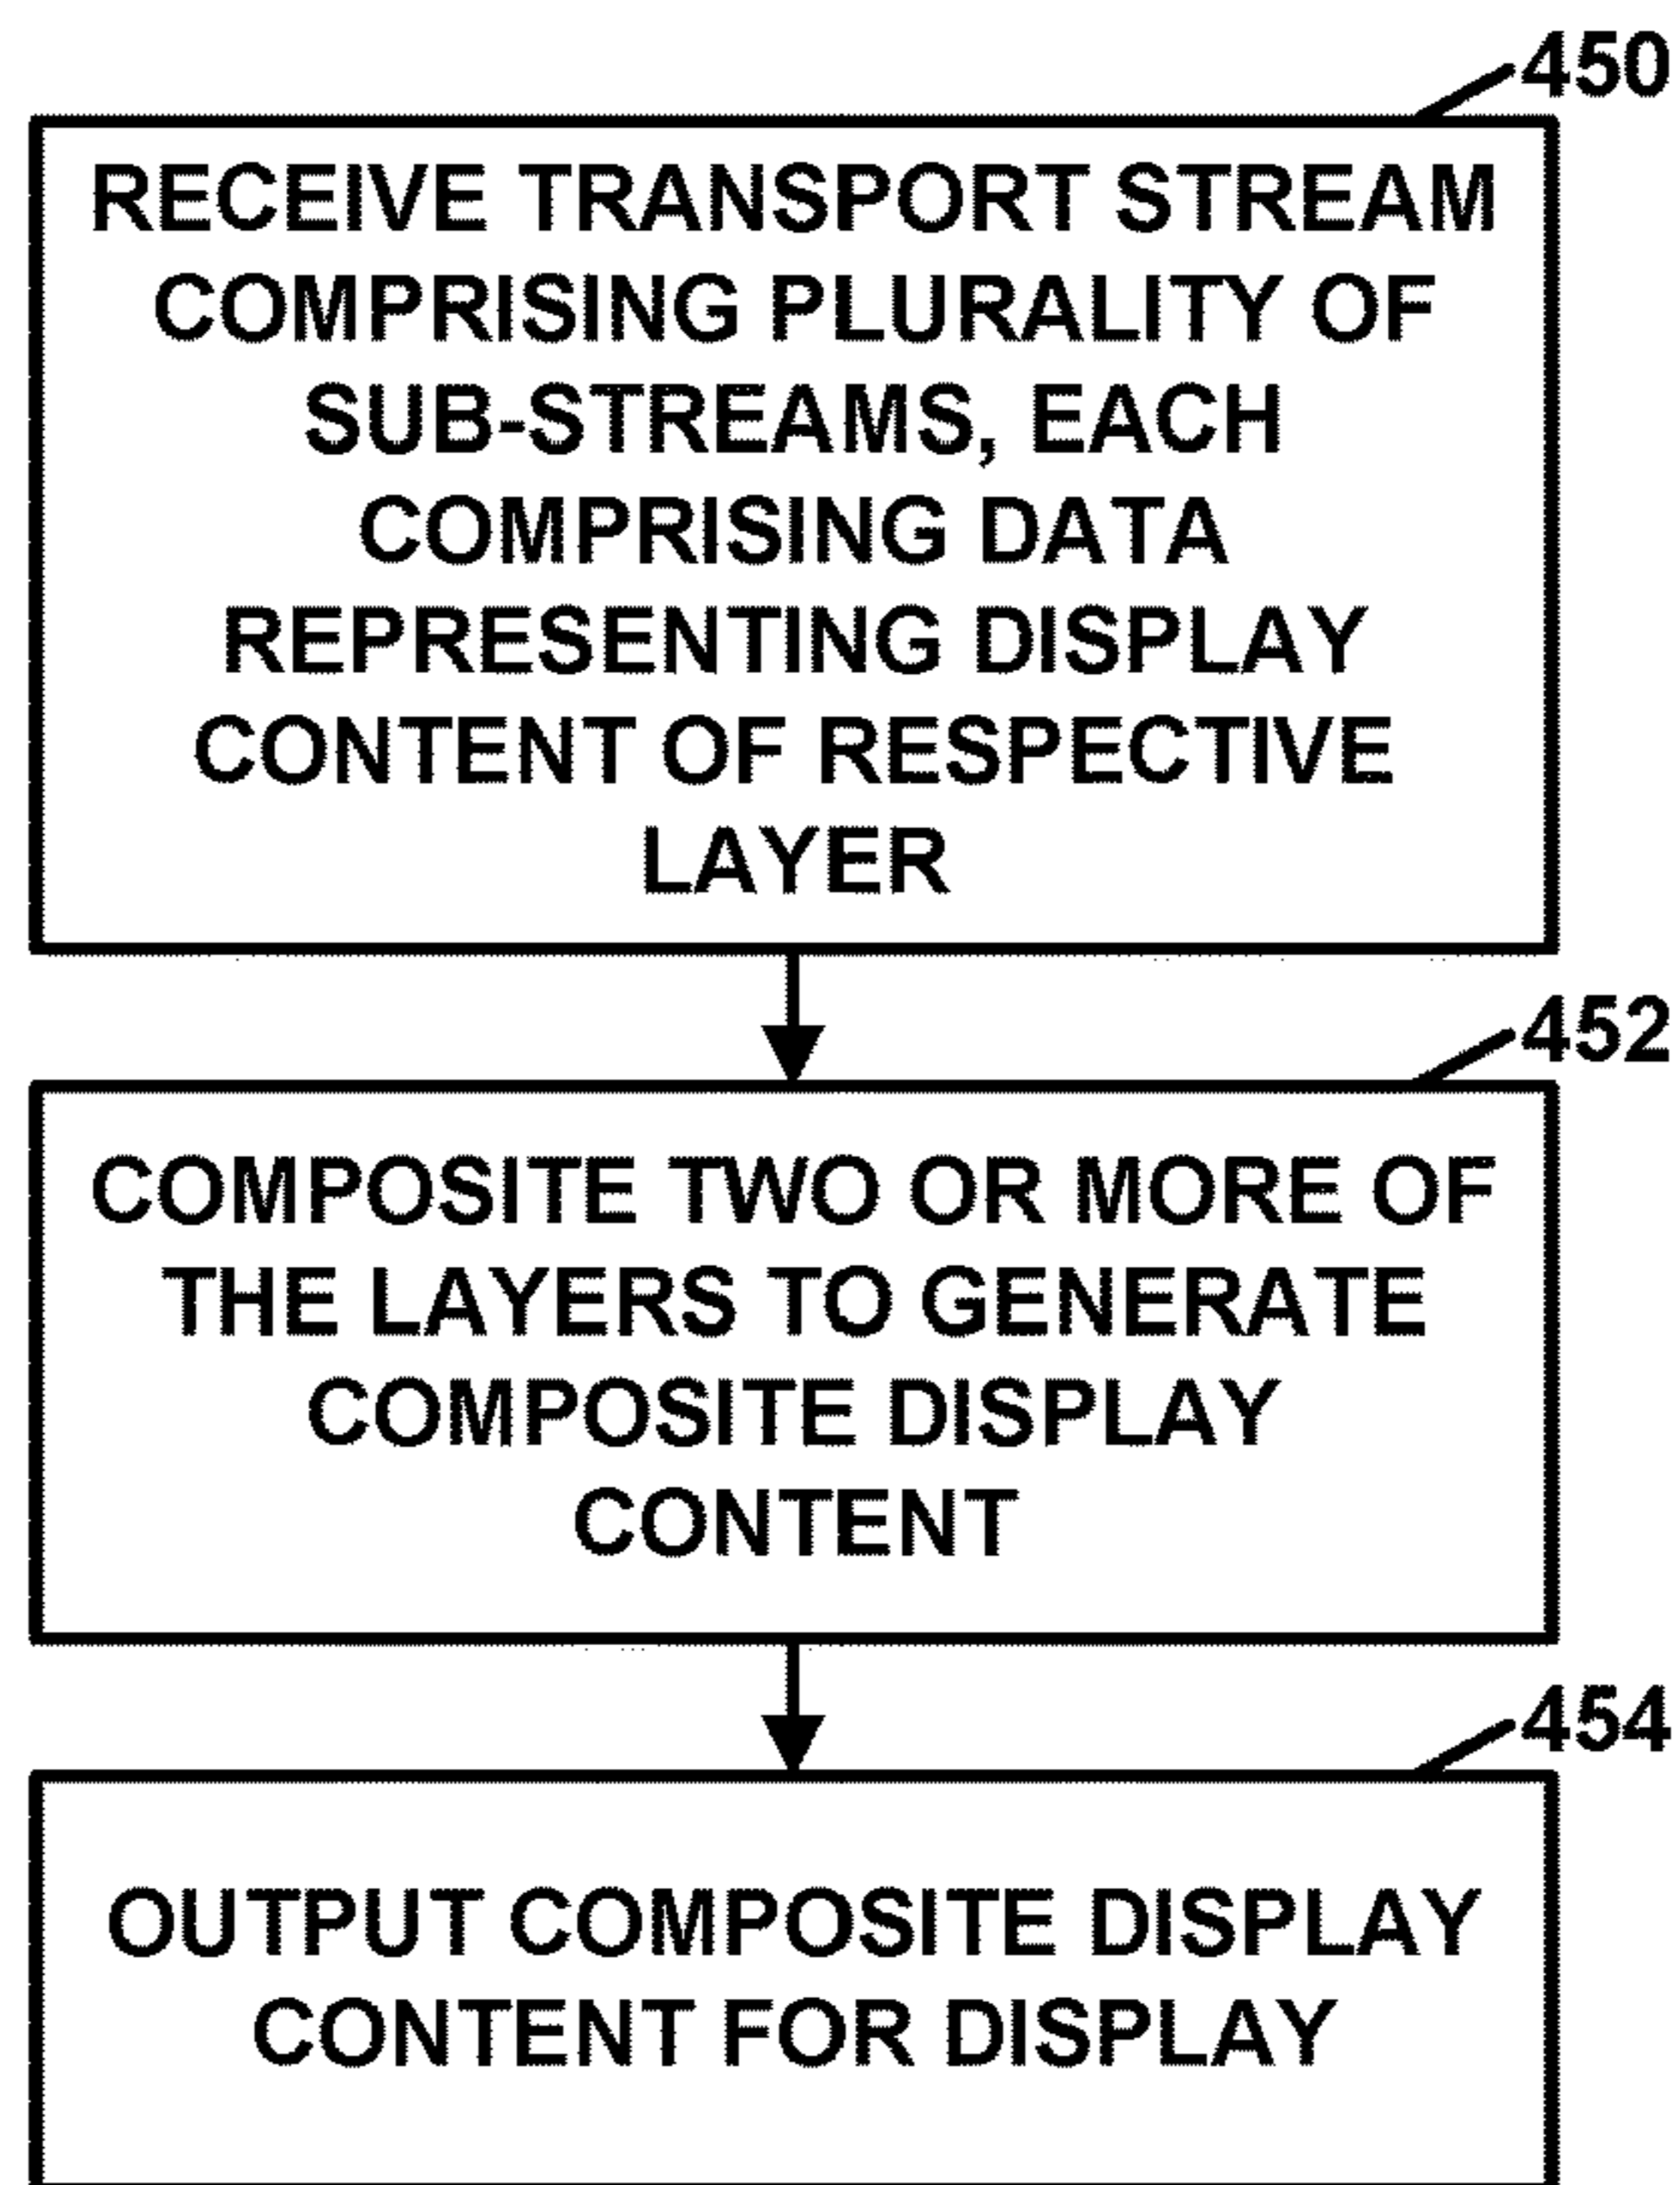 450
RECEIVE TRANSPORT STREAM
COMPRISING PLURALITY OF
SUB-STREAMS, EACH
COMPRISING DATA
REPRESENTING DISPLAY
CONTENT OF RESPECTIVE
LAYER
452
COMPOSITE TWO OR MORE OF
THE LAYERS TO GENERATE
COMPOSITE DISPLAY
CONTENT
454
OUTPUT COMPOSITE DISPLAY
CONTENT FOR DISPLAY